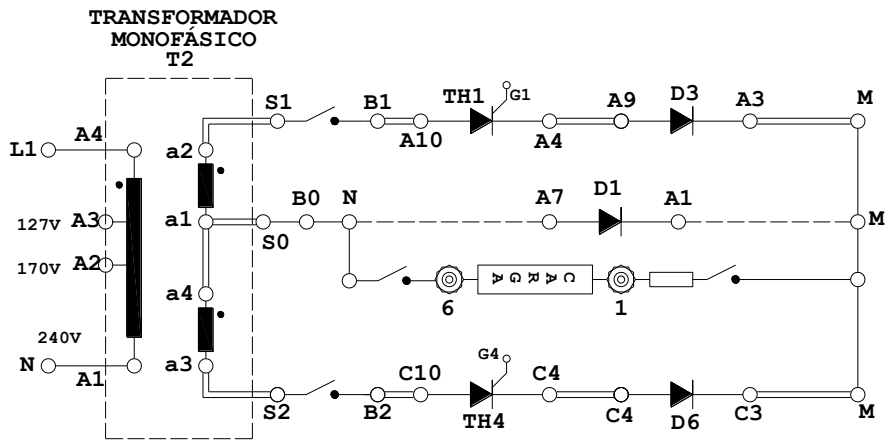 TRANSFORMADOR
MONOFÁSICO
T2
S1
B1
TH1
G1
A9
D3
A3
M
L1
A4
a2
A10
A4
127V
A3
a1
S0
B0
N
A7
D1
A1
M
170V
A2
a4
CARGA
6
1
240V
N
A1
a3
S2
B2
C10
G4
TH4
C4
C4
D6
C3
M